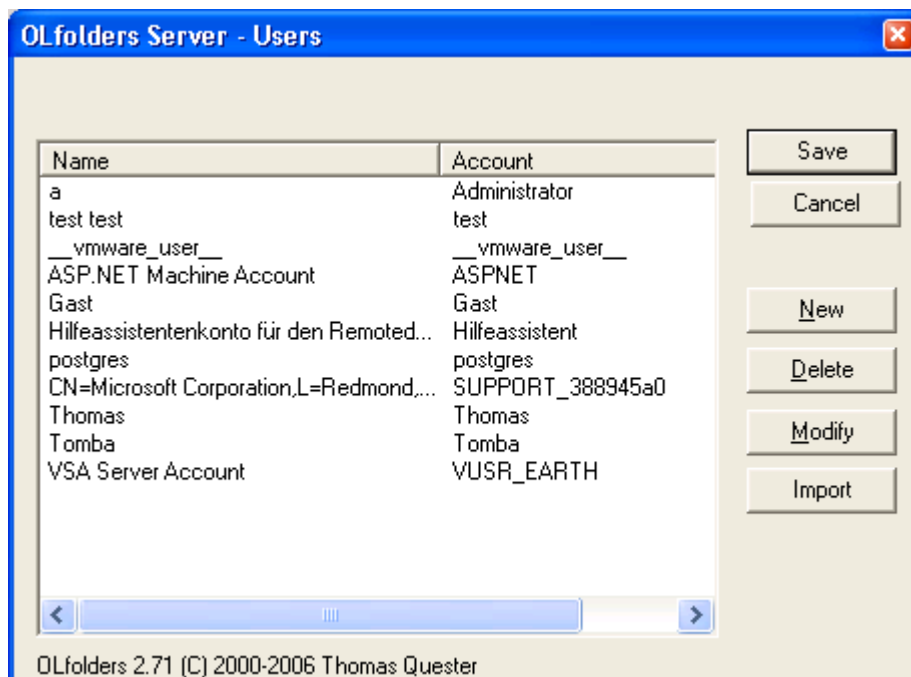 OLfolders Server - Users
Name Account
a Administrator
test test test
__vmware_user__ __vmware_user__
ASP.NET Machine Account ASPNET
Gast Gast
Hilfeassistentenkonto für den Remoted... Hilfeassistent
postgres postgres
CN=Microsoft Corporation,L=Redmond,... SUPPORT_388945a0
Thomas Thomas
Tomba Tomba
VSA Server Account VUSR_EARTH
Save
Cancel
New
Delete
Modify
Import
OLfolders 2.71 (C) 2000-2006 Thomas Quester